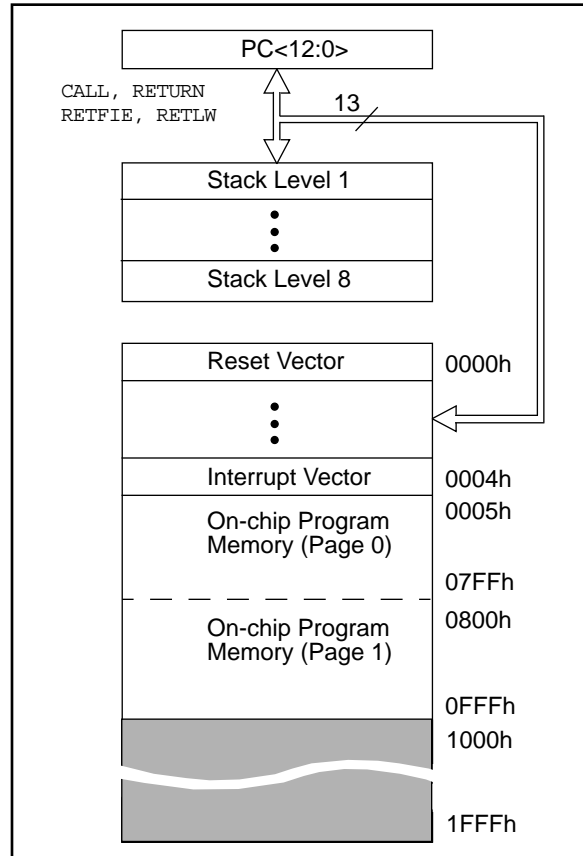 PC<12:0>
CALL, RETURN
RETFIE, RETLW
13
Stack Level 1
Stack Level 8
Reset Vector
0000h
Interrupt Vector
0004h
0005h
On-chip Program
Memory (Page 0)
07FFh
0800h
On-chip Program
Memory (Page 1)
0FFFh
1000h
1FFFh